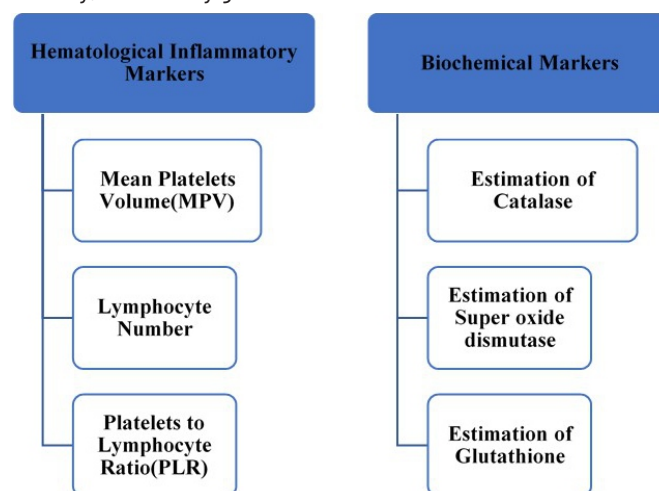 Hematological Inflammatory
Markers
Mean Platelets
Volume(MPV)
Lymphocyte
Number
Platelets to
Lymphocyte
Ratio(PLR)
Biochemical Markers
Estimation of
Catalase
Estimation of
Super oxide
dismutase
Estimation of
Glutathione